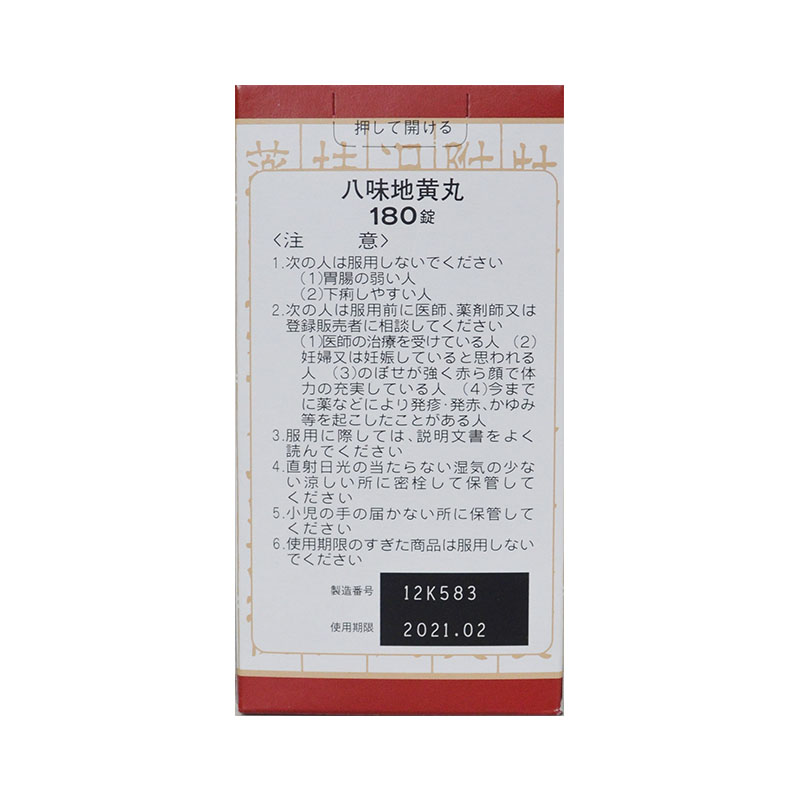 押して開ける
八味地黄丸
180錠
〈注　　意〉
1.次の人は服用しないでください
(1)胃腸の弱い人
(2)下痢しやすい人
2.次の人は服用前に医師、薬剤師又は
登録販売者に相談してください
(1)医師の治療を受けている人 (2)
妊婦又は妊娠していると思われる
人 (3)のぼせが強く赤ら顔で体
力の充実している人 (4)今まで
に薬などにより発疹・発赤、かゆみ
等を起こしたことがある人
3.服用に際しては、説明文書をよく
読んでください
4.直射日光の当たらない湿気の少な
い涼しい所に密栓して保管して
ください
5.小児の手の届かない所に保管して
ください
6.使用期限のすぎた商品は服用しない
でください
製造番号 12K583
使用期限 2021.02